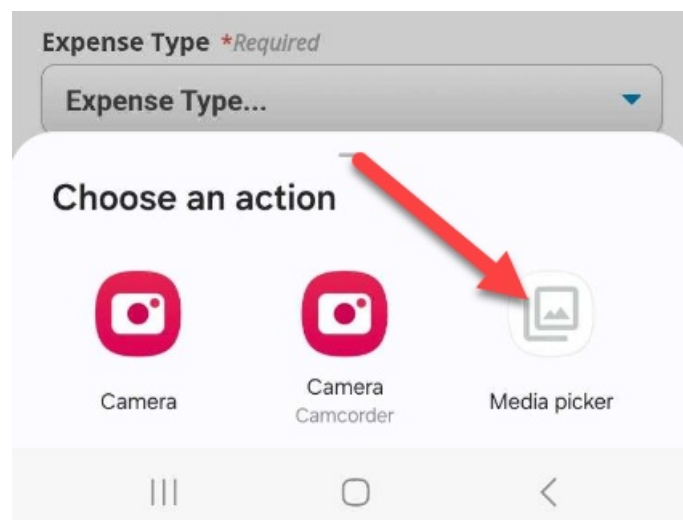 Expense Type *Required
Expense Type...
Choose an action
Camera
Camera
Camcorder
Media picker